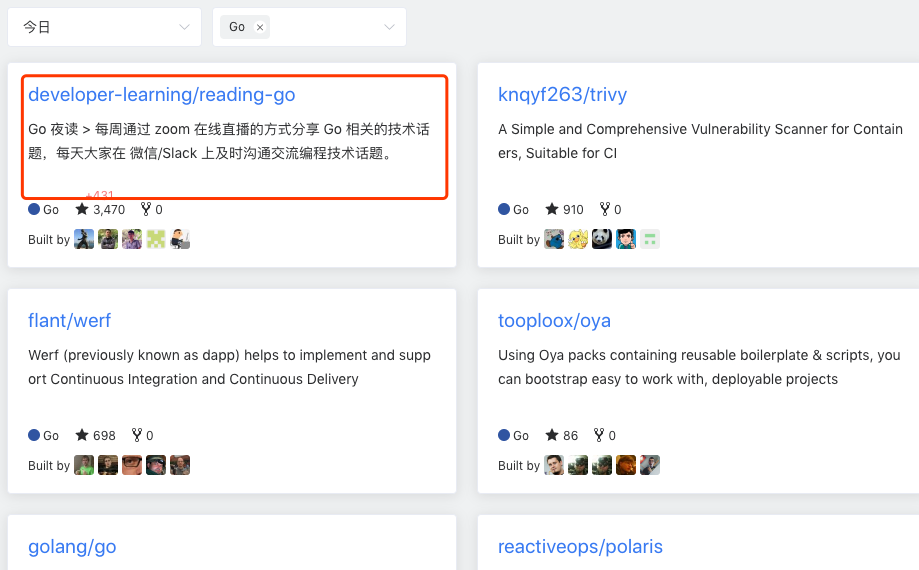 今日
Go ×
developer-learning/reading-go
Go 夜读 > 每周通过 zoom 在线直播的方式分享 Go 相关的技术话
题，每天大家在 微信/Slack 上及时沟通交流编程技术话题。
+431
Go 3,470 0
Built by
knqyf263/trivy
A Simple and Comprehensive Vulnerability Scanner for Contain
ers, Suitable for CI
Go 910 0
Built by
flant/werf
Werf (previously known as dapp) helps to implement and supp
ort Continuous Integration and Continuous Delivery
Go 698 0
Built by
tooploox/oya
Using Oya packs containing reusable boilerplate & scripts, you
can bootstrap easy to work with, deployable projects
Go 86 0
Built by
golang/go
reactiveops/polaris